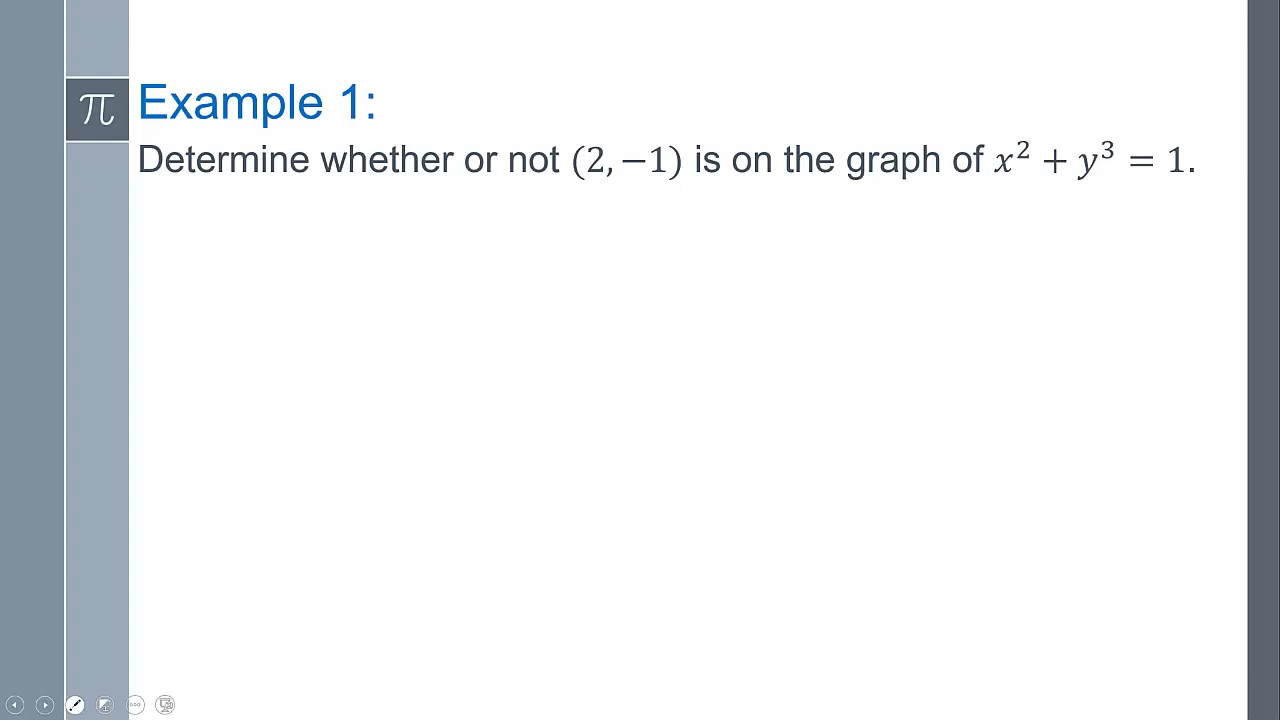 π
Example 1:
Determine whether or not (2, −1) is on the graph of x² + y³ = 1.